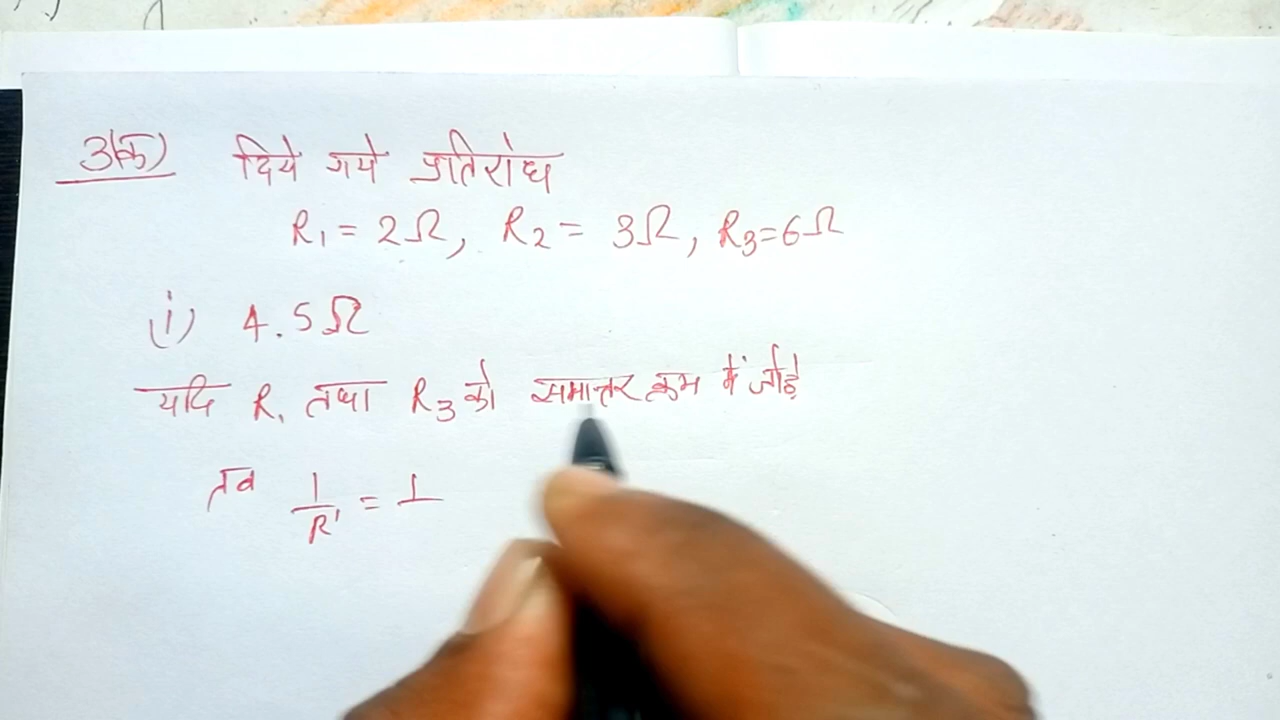 3(क) दिये गये प्रतिरोध
R₁ = 2Ω, R₂ = 3Ω, R₃=6Ω
(i) 4.5Ω
यदि R₁ तथा R₃ को समान्तर क्रम में जोड़े
तब 1/R' = 1